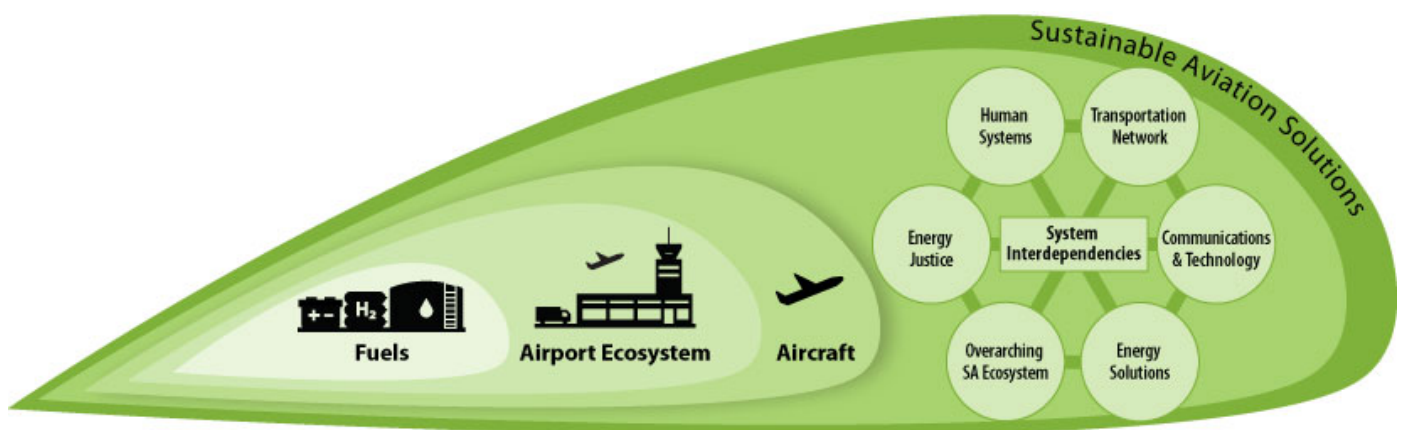 Sustainable Aviation Solutions
Human
Systems
Transportation
Network
Energy
Justice
System
Interdependencies
Communications
& Technology
Overarching
SA Ecosystem
Energy
Solutions
+ −
H₂
Fuels
Airport Ecosystem
Aircraft